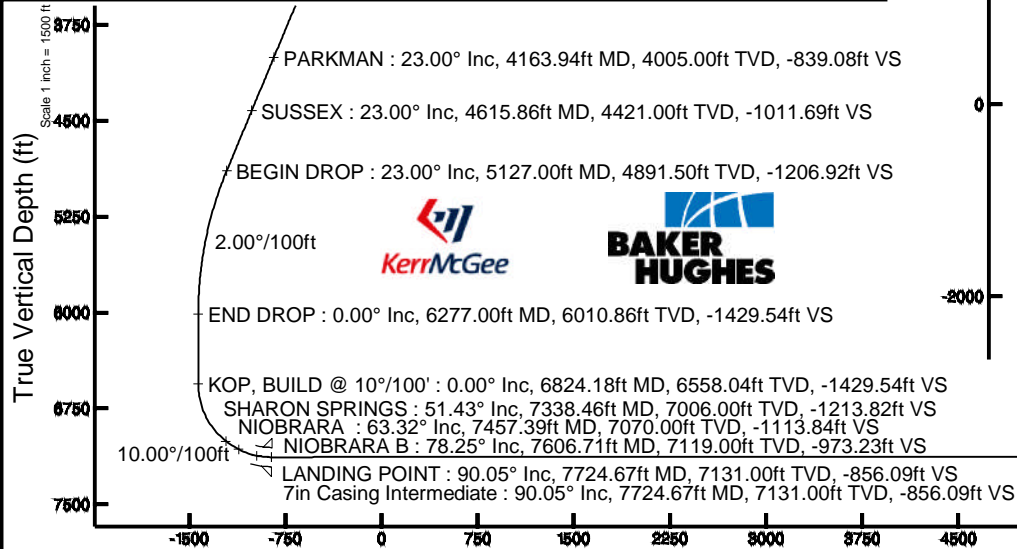 3750
Scale 1 inch = 1500 ft
PARKMAN : 23.00° Inc, 4163.94ft MD, 4005.00ft TVD, -839.08ft VS
0
4500
SUSSEX : 23.00° Inc, 4615.86ft MD, 4421.00ft TVD, -1011.69ft VS
True Vertical Depth (ft)
BEGIN DROP : 23.00° Inc, 5127.00ft MD, 4891.50ft TVD, -1206.92ft VS
5250
2.00°/100ft
KerrMcGee
BAKER
HUGHES
-2000
6000
END DROP : 0.00° Inc, 6277.00ft MD, 6010.86ft TVD, -1429.54ft VS
KOP, BUILD @ 10°/100' : 0.00° Inc, 6824.18ft MD, 6558.04ft TVD, -1429.54ft VS
6750
SHARON SPRINGS : 51.43° Inc, 7338.46ft MD, 7006.00ft TVD, -1213.82ft VS
NIOBRARA : 63.32° Inc, 7457.39ft MD, 7070.00ft TVD, -1113.84ft VS
NIOBRARA B : 78.25° Inc, 7606.71ft MD, 7119.00ft TVD, -973.23ft VS
10.00°/100ft
LANDING POINT : 90.05° Inc, 7724.67ft MD, 7131.00ft TVD, -856.09ft VS
7in Casing Intermediate : 90.05° Inc, 7724.67ft MD, 7131.00ft TVD, -856.09ft VS
7500
-1500 -750 0 750 1500 2250 3000 3750 4500